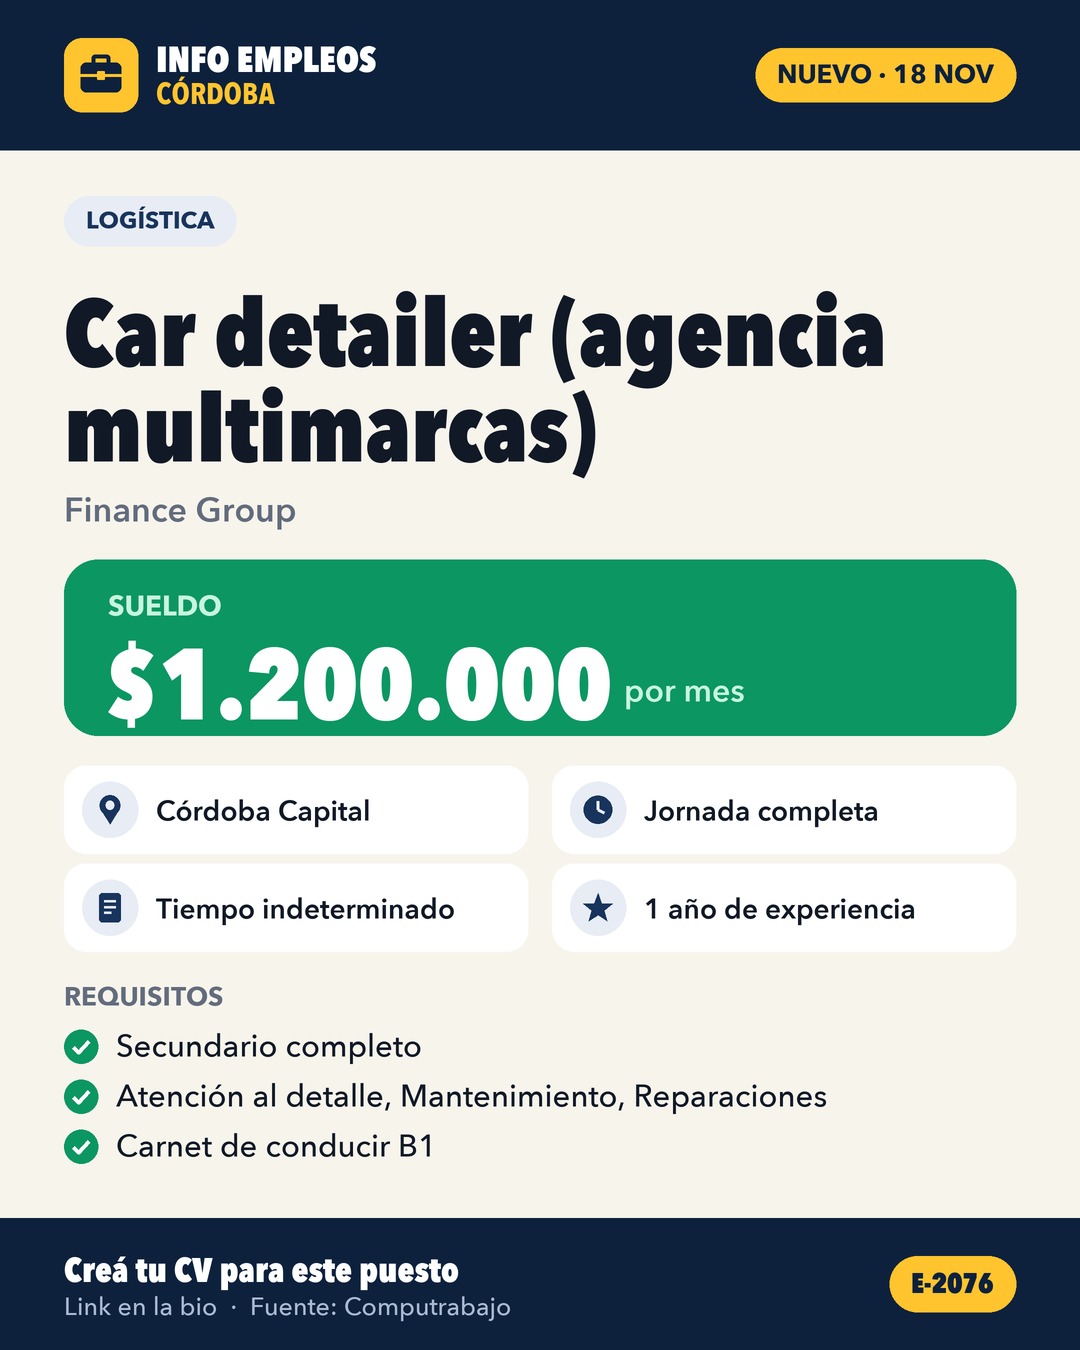 INFO EMPLEOS
CÓRDOBA
NUEVO · 18 NOV
LOGÍSTICA
Car detailer (agencia
multimarcas)
Finance Group
SUELDO
$1.200.000 por mes
Córdoba Capital
Jornada completa
Tiempo indeterminado
1 año de experiencia
REQUISITOS
Secundario completo
Atención al detalle, Mantenimiento, Reparaciones
Carnet de conducir B1
Creá tu CV para este puesto
Link en la bio · Fuente: Computrabajo
E-2076